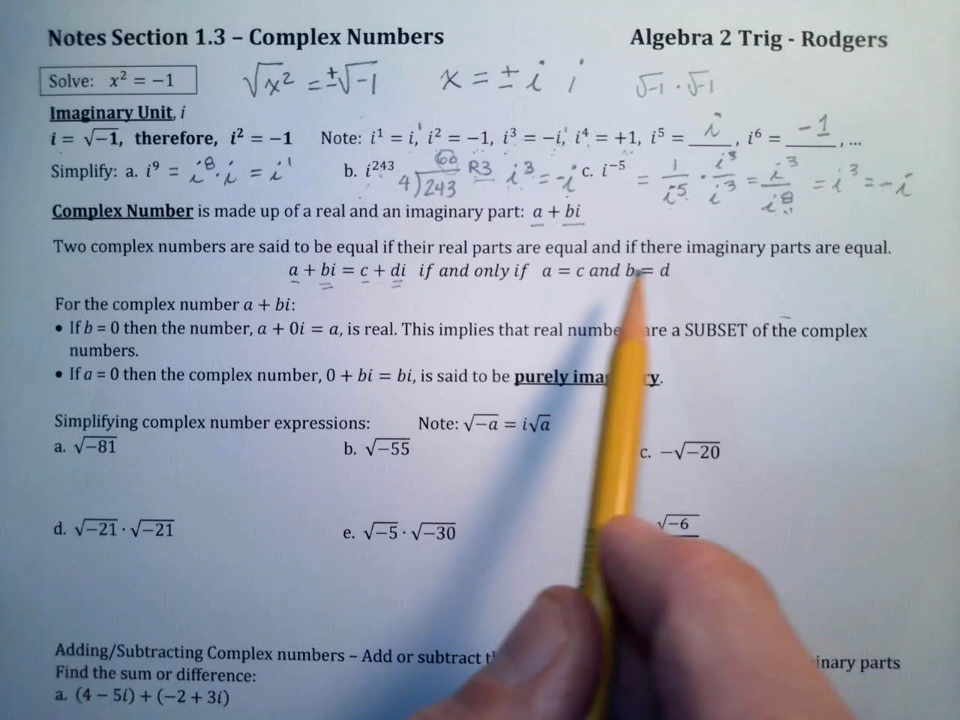 Notes Section 1.3 – Complex Numbers Algebra 2 Trig - Rodgers
Solve: x² = −1 √x² = ±√-1 x = ± i i √-1 · √-1
Imaginary Unit, i
i = √−1, therefore, i² = −1 Note: i¹ = i, i² = −1, i³ = −i, i⁴ = +1, i⁵ = i, i⁶ = -1, ...
Simplify: a. i⁹ = i⁸ · i = i¹ b. i²⁴³ 4)243 60 R3 i³ = -i c. i⁻⁵ = 1/i⁵ · i³/i³ = i³/i⁸ = i³ = -i
Complex Number is made up of a real and an imaginary part: a + bi
Two complex numbers are said to be equal if their real parts are equal and if there imaginary parts are equal.
a + bi = c + di if and only if a = c and b = d
For the complex number a + bi:
• If b = 0 then the number, a + 0i = a, is real. This implies that real numbe are a SUBSET of the complex
numbers.
• If a = 0 then the complex number, 0 + bi = bi, is said to be purely ima y.
Simplifying complex number expressions: Note: √−a = i√a
a. √−81 b. √−55 c. −√−20
d. √−21 · √−21 e. √−5 · √−30 √−6
Adding/Subtracting Complex numbers – Add or subtract inary parts
Find the sum or difference:
a. (4 − 5i) + (−2 + 3i)